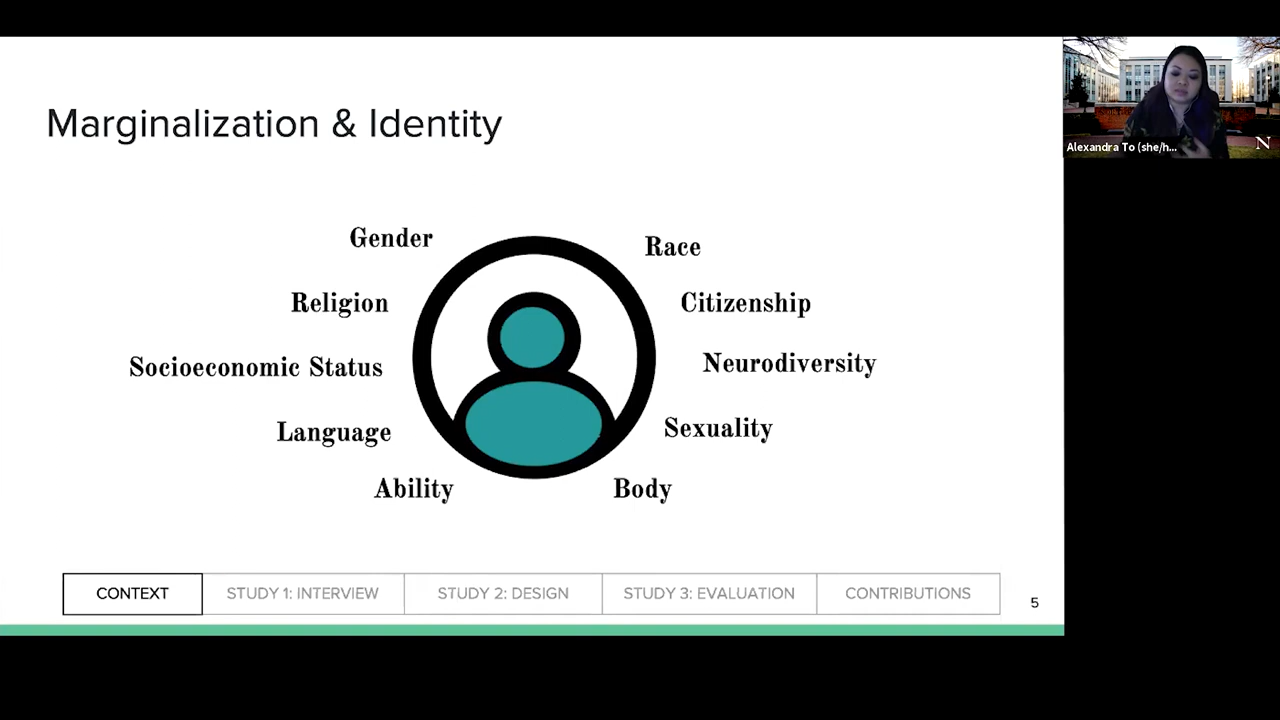 Marginalization & Identity
Alexandra To (she/h...
N
Gender
Race
Religion
Citizenship
Socioeconomic Status
Neurodiversity
Language
Sexuality
Ability
Body
CONTEXT
STUDY 1: INTERVIEW
STUDY 2: DESIGN
STUDY 3: EVALUATION
CONTRIBUTIONS
5